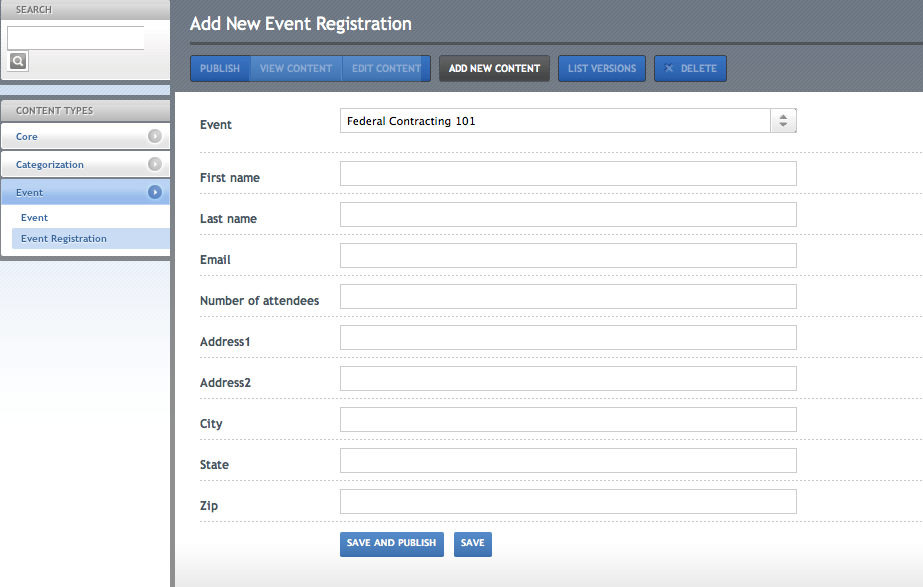 SEARCH
CONTENT TYPES
Core
Categorization
Event
Event
Event Registration
Add New Event Registration
PUBLISH VIEW CONTENT EDIT CONTENT ADD NEW CONTENT LIST VERSIONS DELETE
Event Federal Contracting 101
First name
Last name
Email
Number of attendees
Address1
Address2
City
State
Zip
SAVE AND PUBLISH SAVE